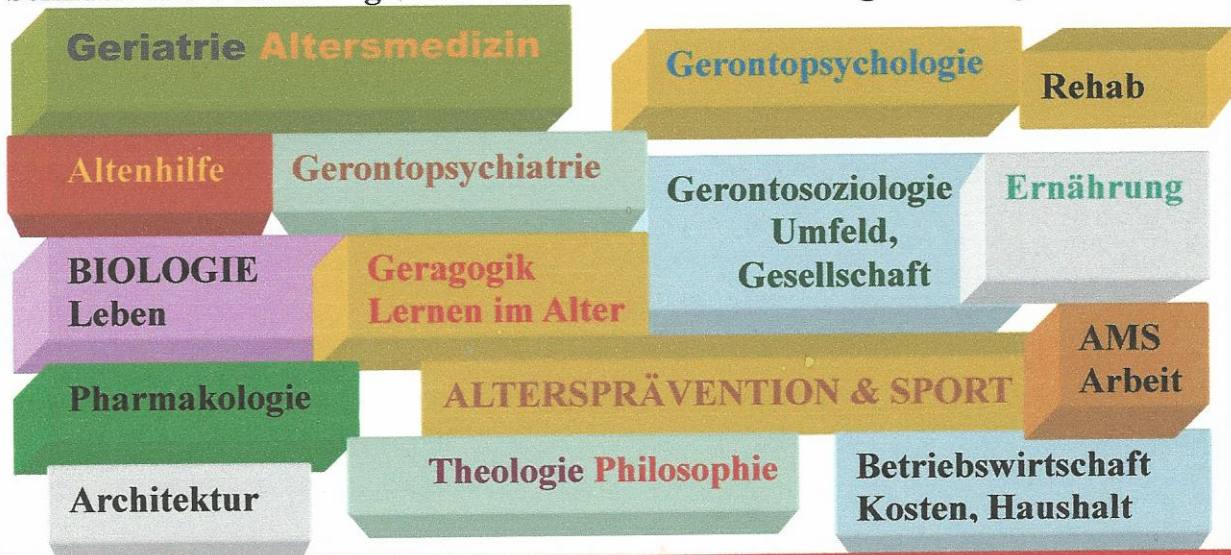 Geriatrie Altersmedizin
Gerontopsychologie
Rehab
Altenhilfe
Gerontopsychiatrie
Gerontosoziologie
Umfeld,
Gesellschaft
Ernährung
BIOLOGIE
Leben
Geragogik
Lernen im Alter
AMS
Arbeit
Pharmakologie
ALTERSPRÄVENTION & SPORT
Architektur
Theologie Philosophie
Betriebswirtschaft
Kosten, Haushalt